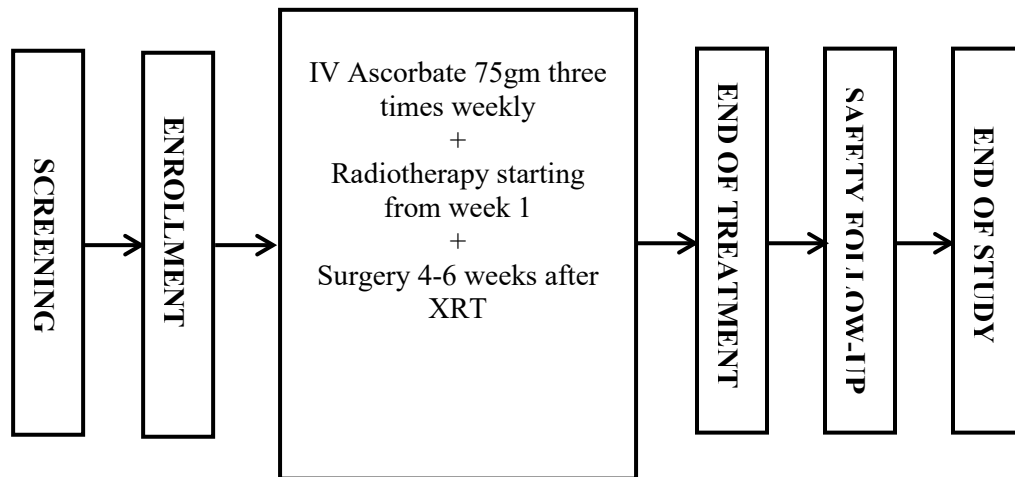 SCREENING
ENROLLMENT
IV Ascorbate 75gm three
times weekly
+
Radiotherapy starting
from week 1
+
Surgery 4-6 weeks after
XRT
END OF TREATMENT
SAFETY FOLLOW-UP
END OF STUDY